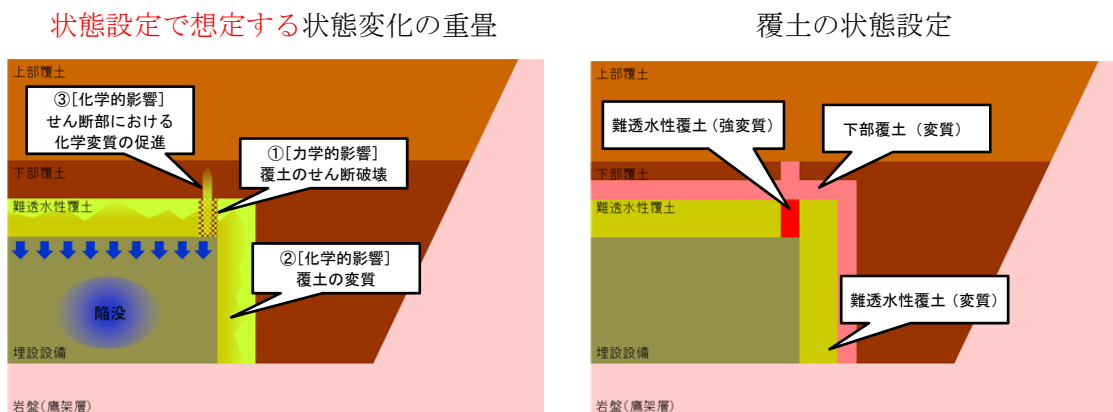 状態設定で想定する状態変化の重畳
上部覆土
③[化学的影響]
せん断部における
化学変質の促進
①[力学的影響]
覆土のせん断破壊
下部覆土
難透水性覆土
②[化学的影響]
覆土の変質
陥没
埋設設備
岩盤(鷹架層)
覆土の状態設定
上部覆土
難透水性覆土(強変質)
下部覆土(変質)
下部覆土
難透水性覆土
難透水性覆土(変質)
埋設設備
岩盤(鷹架層)